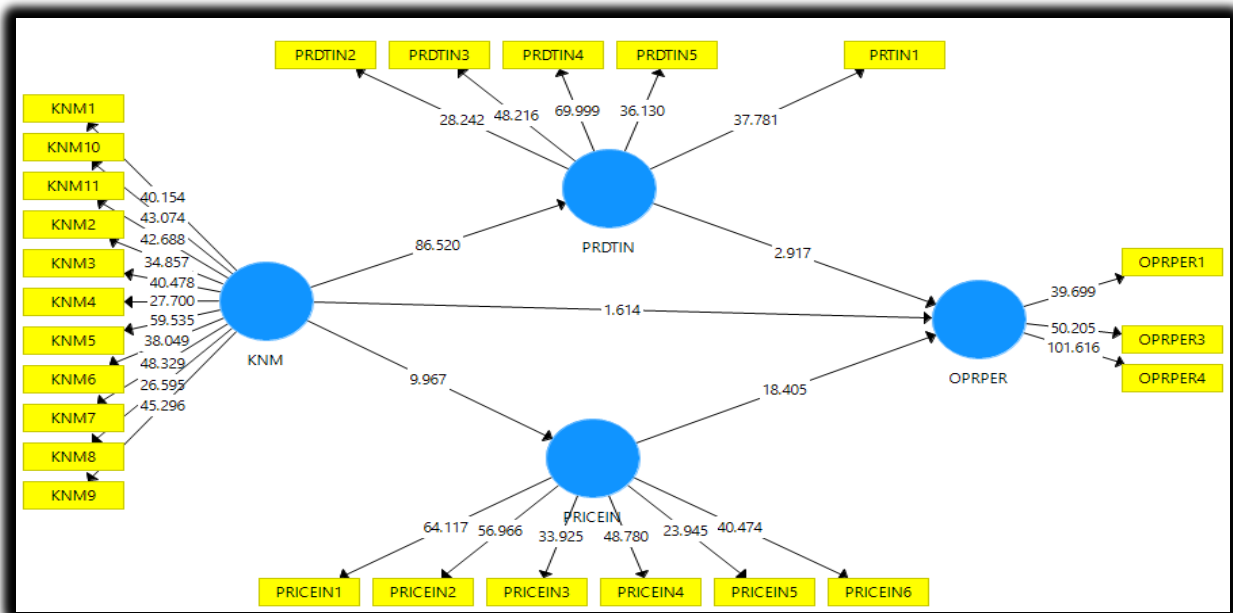 PRDTIN2 PRDTIN3 PRDTIN4 PRDTIN5 PRTIN1
28.242 48.216 69.999 36.130 37.781
PRDTIN
KNM1
KNM10
KNM11
KNM2
KNM3
KNM4
KNM5
KNM6
KNM7
KNM8
KNM9
40.154
43.074
42.688
34.857
40.478
27.700
59.535
38.049
48.329
26.595
45.296
KNM
86.520
2.917
1.614
9.967
18.405
OPRPER
39.699
50.205
101.616
OPRPER1
OPRPER3
OPRPER4
PRICEIN
64.117 56.966 33.925 48.780 23.945 40.474
PRICEIN1 PRICEIN2 PRICEIN3 PRICEIN4 PRICEIN5 PRICEIN6